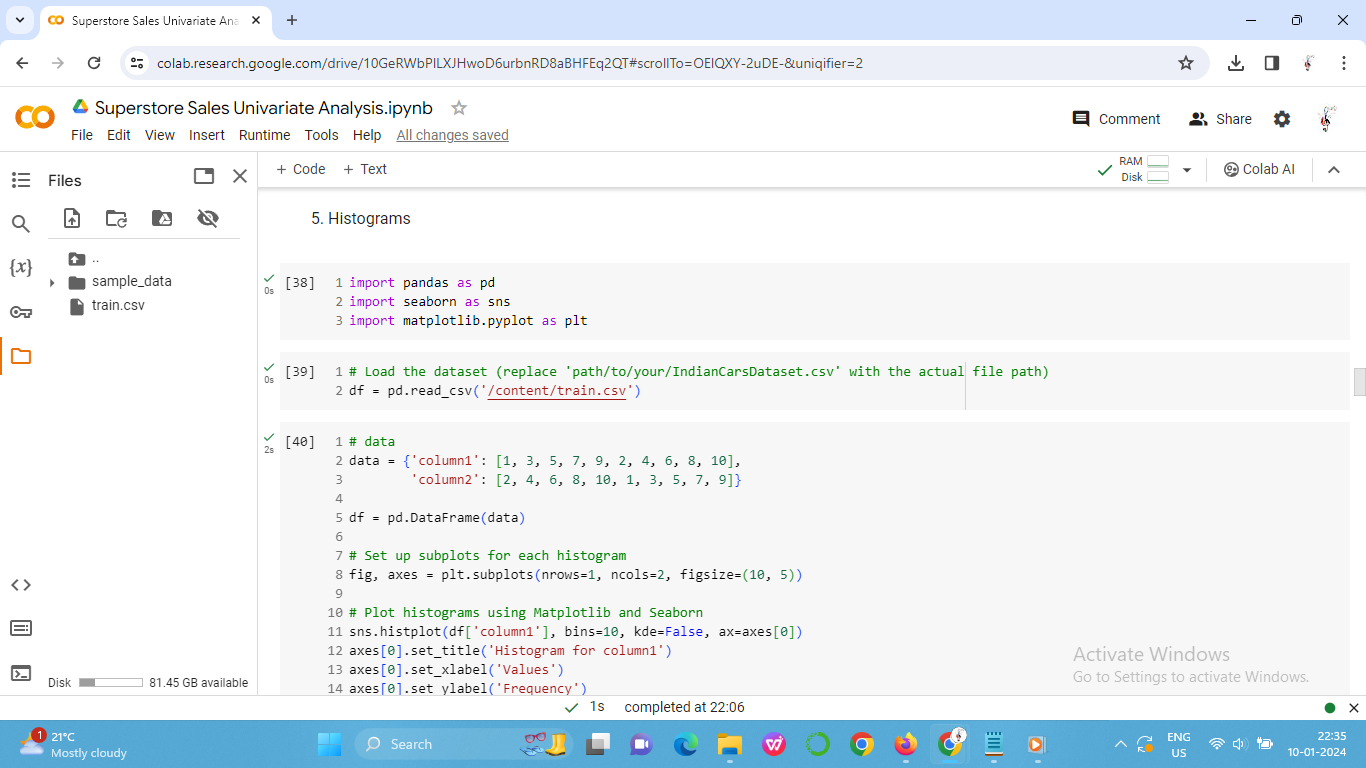 Superstore Sales Univariate Ana
colab.research.google.com/drive/10GeRWbPlLXJHwoD6urbnRD8aBHFEq2QT#scrollTo=OEIQXY-2uDE-&uniqifier=2
Superstore Sales Univariate Analysis.ipynb
File Edit View Insert Runtime Tools Help All changes saved
Comment Share
Files
+ Code + Text
RAM
Disk
Colab AI
..
sample_data
train.csv
5. Histograms
0s [38] 1 import pandas as pd
2 import seaborn as sns
3 import matplotlib.pyplot as plt
0s [39] 1 # Load the dataset (replace 'path/to/your/IndianCarsDataset.csv' with the actual file path)
2 df = pd.read_csv('/content/train.csv')
2s [40] 1 # data
2 data = {'column1': [1, 3, 5, 7, 9, 2, 4, 6, 8, 10],
3 'column2': [2, 4, 6, 8, 10, 1, 3, 5, 7, 9]}
4
5 df = pd.DataFrame(data)
6
7 # Set up subplots for each histogram
8 fig, axes = plt.subplots(nrows=1, ncols=2, figsize=(10, 5))
9
10 # Plot histograms using Matplotlib and Seaborn
11 sns.histplot(df['column1'], bins=10, kde=False, ax=axes[0])
12 axes[0].set_title('Histogram for column1')
13 axes[0].set_xlabel('Values')
14 axes[0].set_ylabel('Frequency')
Disk 81.45 GB available
Activate Windows
Go to Settings to activate Windows.
1s completed at 22:06
1
21°C
Mostly cloudy
Search
ENG
US
22:35
10-01-2024